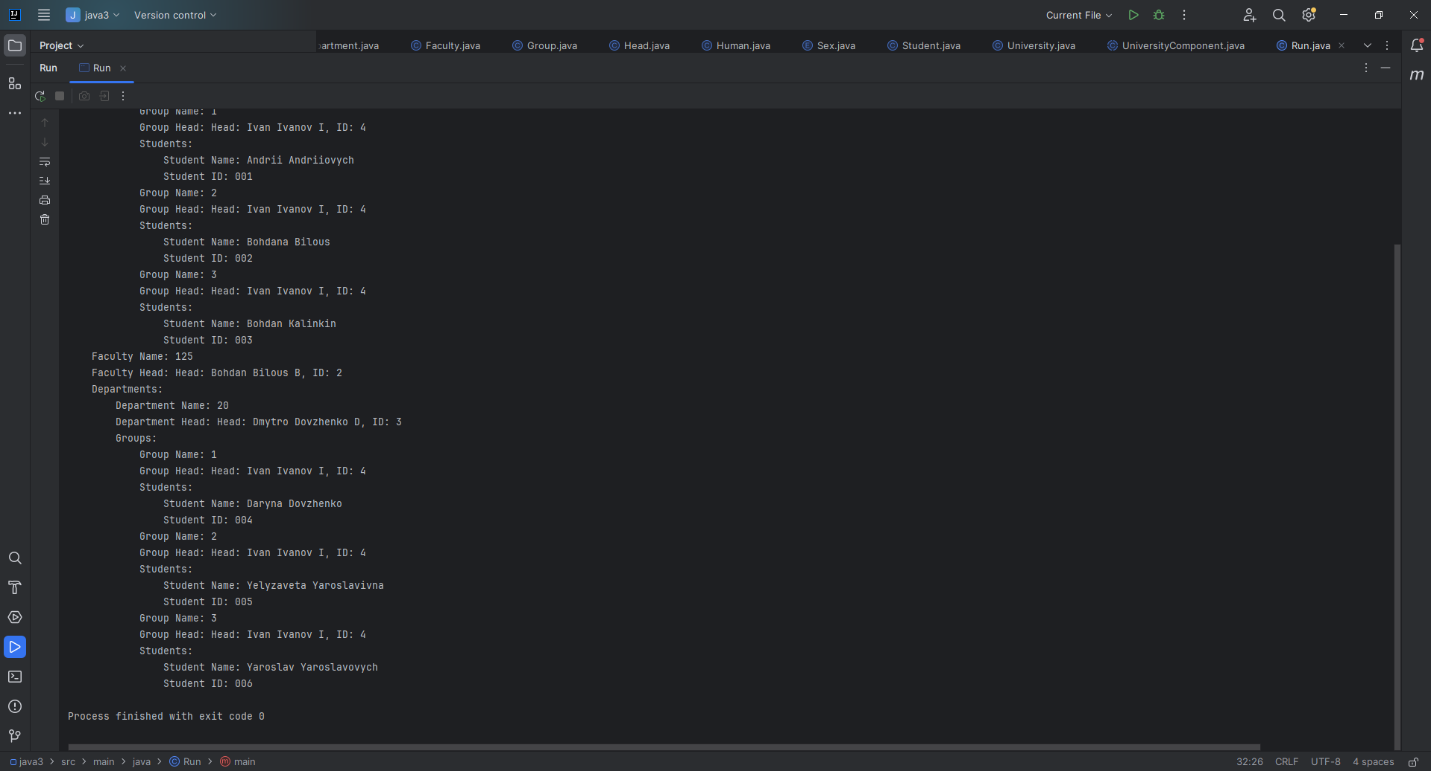 J java3 Version control Current File
Project
artment.java Faculty.java Group.java Head.java Human.java Sex.java Student.java University.java UniversityComponent.java Run.java
Run Run
Group Name: 1
Group Head: Head: Ivan Ivanov I, ID: 4
Students:
Student Name: Andrii Andriiovych
Student ID: 001
Group Name: 2
Group Head: Head: Ivan Ivanov I, ID: 4
Students:
Student Name: Bohdana Bilous
Student ID: 002
Group Name: 3
Group Head: Head: Ivan Ivanov I, ID: 4
Students:
Student Name: Bohdan Kalinkin
Student ID: 003
Faculty Name: 125
Faculty Head: Head: Bohdan Bilous B, ID: 2
Departments:
Department Name: 20
Department Head: Head: Dmytro Dovzhenko D, ID: 3
Groups:
Group Name: 1
Group Head: Head: Ivan Ivanov I, ID: 4
Students:
Student Name: Daryna Dovzhenko
Student ID: 004
Group Name: 2
Group Head: Head: Ivan Ivanov I, ID: 4
Students:
Student Name: Yelyzaveta Yaroslavivna
Student ID: 005
Group Name: 3
Group Head: Head: Ivan Ivanov I, ID: 4
Students:
Student Name: Yaroslav Yaroslavovych
Student ID: 006
Process finished with exit code 0
java3 > src > main > java > Run > main 32:26 CRLF UTF-8 4 spaces